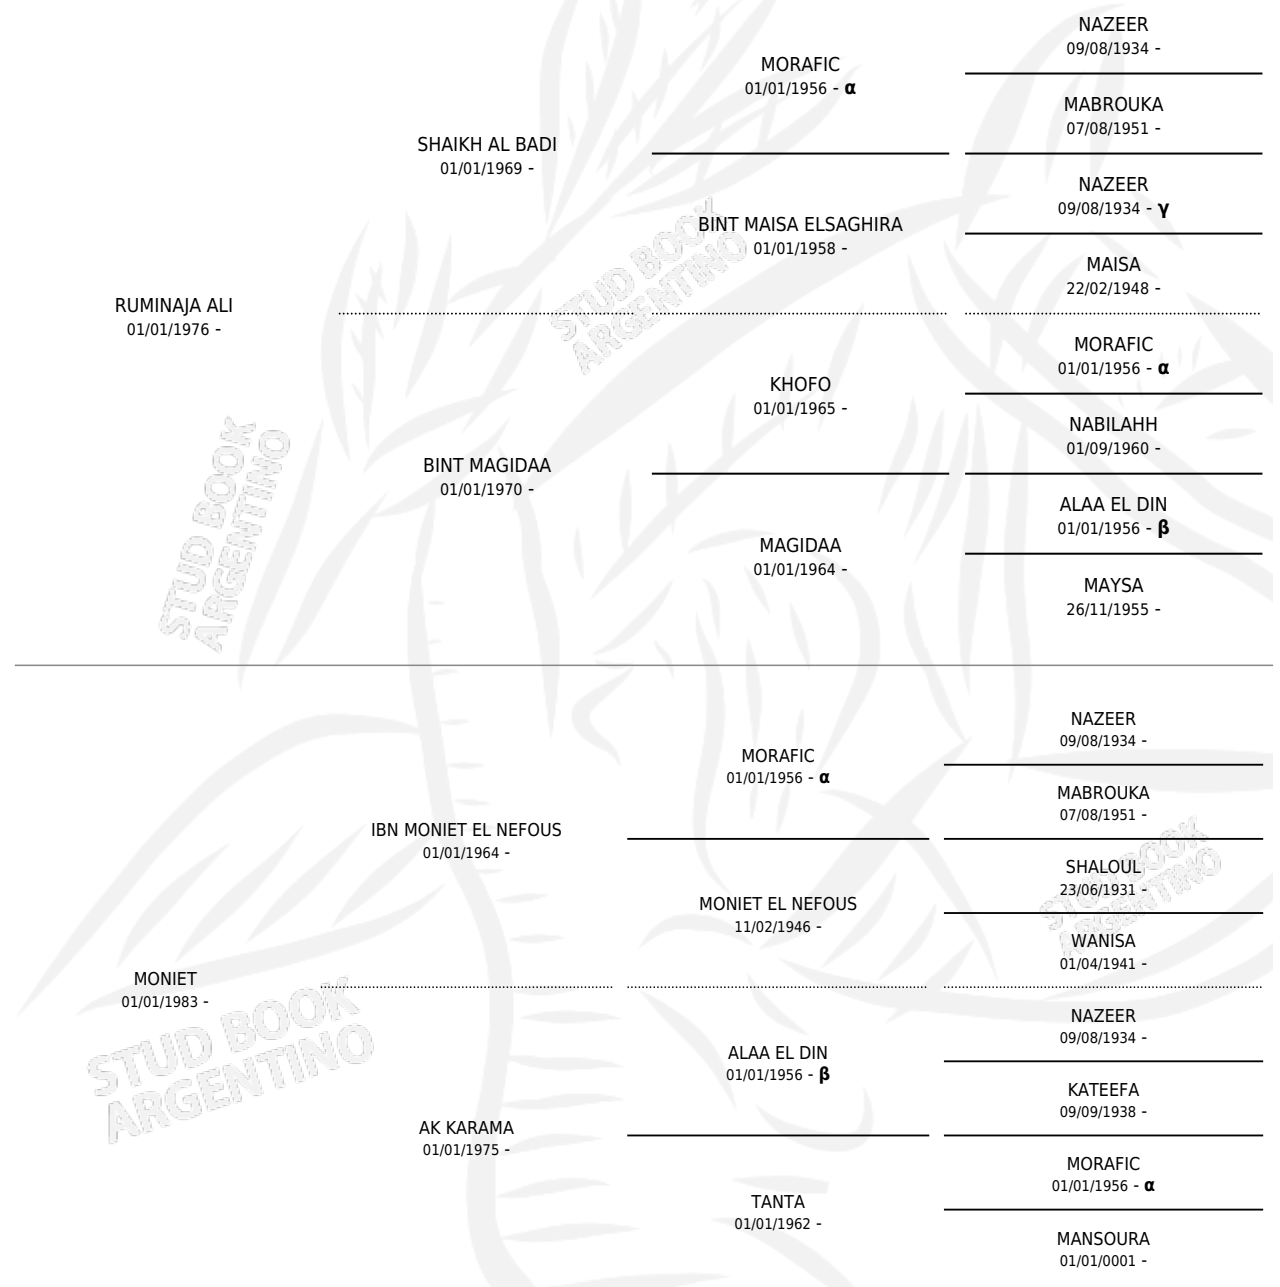 NAZEER
09/08/1934 -
MORAFIC
01/01/1956 - α
MABROUKA
07/08/1951 -
SHAIKH AL BADI
01/01/1969 -
NAZEER
09/08/1934 - γ
BINT MAISA ELSAGHIRA
01/01/1958 -
MAISA
22/02/1948 -
RUMINAJA ALI
01/01/1976 -
MORAFIC
01/01/1956 - α
KHOFO
01/01/1965 -
NABILAHH
01/09/1960 -
BINT MAGIDAA
01/01/1970 -
ALAA EL DIN
01/01/1956 - β
MAGIDAA
01/01/1964 -
MAYSA
26/11/1955 -
NAZEER
09/08/1934 -
MORAFIC
01/01/1956 - α
MABROUKA
07/08/1951 -
IBN MONIET EL NEFOUS
01/01/1964 -
SHALOUL
23/06/1931 -
MONIET EL NEFOUS
11/02/1946 -
WANISA
01/04/1941 -
MONIET
01/01/1983 -
NAZEER
09/08/1934 -
ALAA EL DIN
01/01/1956 - β
KATEEFA
09/09/1938 -
AK KARAMA
01/01/1975 -
MORAFIC
01/01/1956 - α
TANTA
01/01/1962 -
MANSOURA
01/01/0001 -
STUD BOOK
ARGENTINO
STUD BOOK
ARGENTINO
STUD BOOK
ARGENTINO
STUD BOOK
ARGENTINO